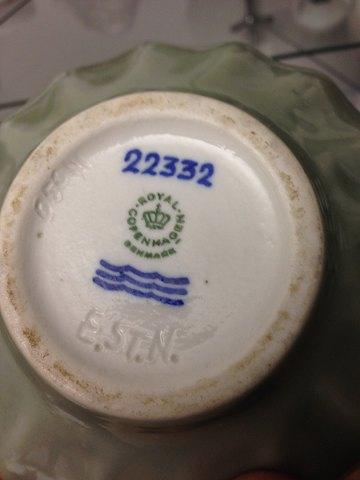 22332
ROYAL
COPENHAGEN
DENMARK
E.ST.N.